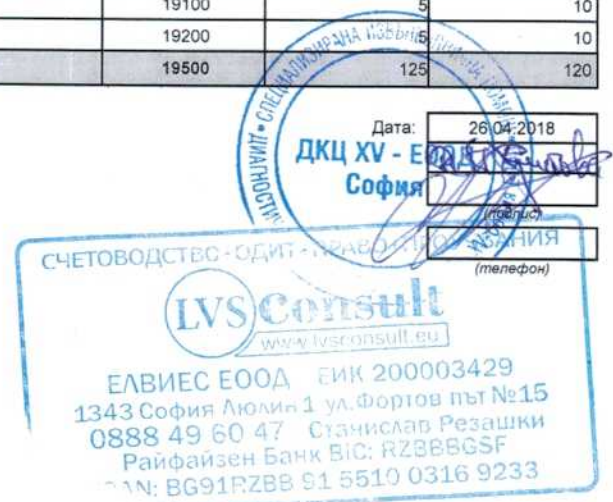 19100 5 10
19200 5 10
19500 125 120
Дата: 26.04.2018
ДКЦ XV - Е
София
(подпис)
(телефон)
СЧЕТОВОДСТВО - ОДИТ - ПРАВО
LVS Consult
www.lvsconsult.eu
ЕЛВИЕС ЕООД ЕИК 200003429
1343 София Люлин 1 ул. Фортов път №15
0888 49 60 47 Станислав Резашки
Райфайзен Банк BIC: RZBBBGSF
BG91RZBB 91 5510 0316 9233